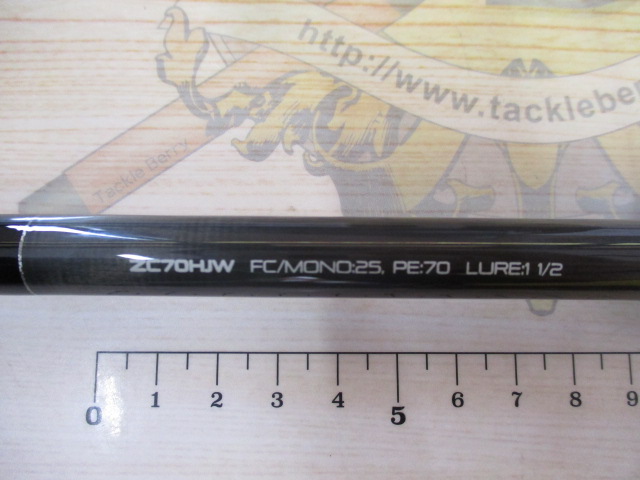 http://www.tackleber
Tackle Berry
ZC70HJW FC/MONO:25, PE:70 LURE:1 1/2
0 1 2 3 4 5 6 7 8 9